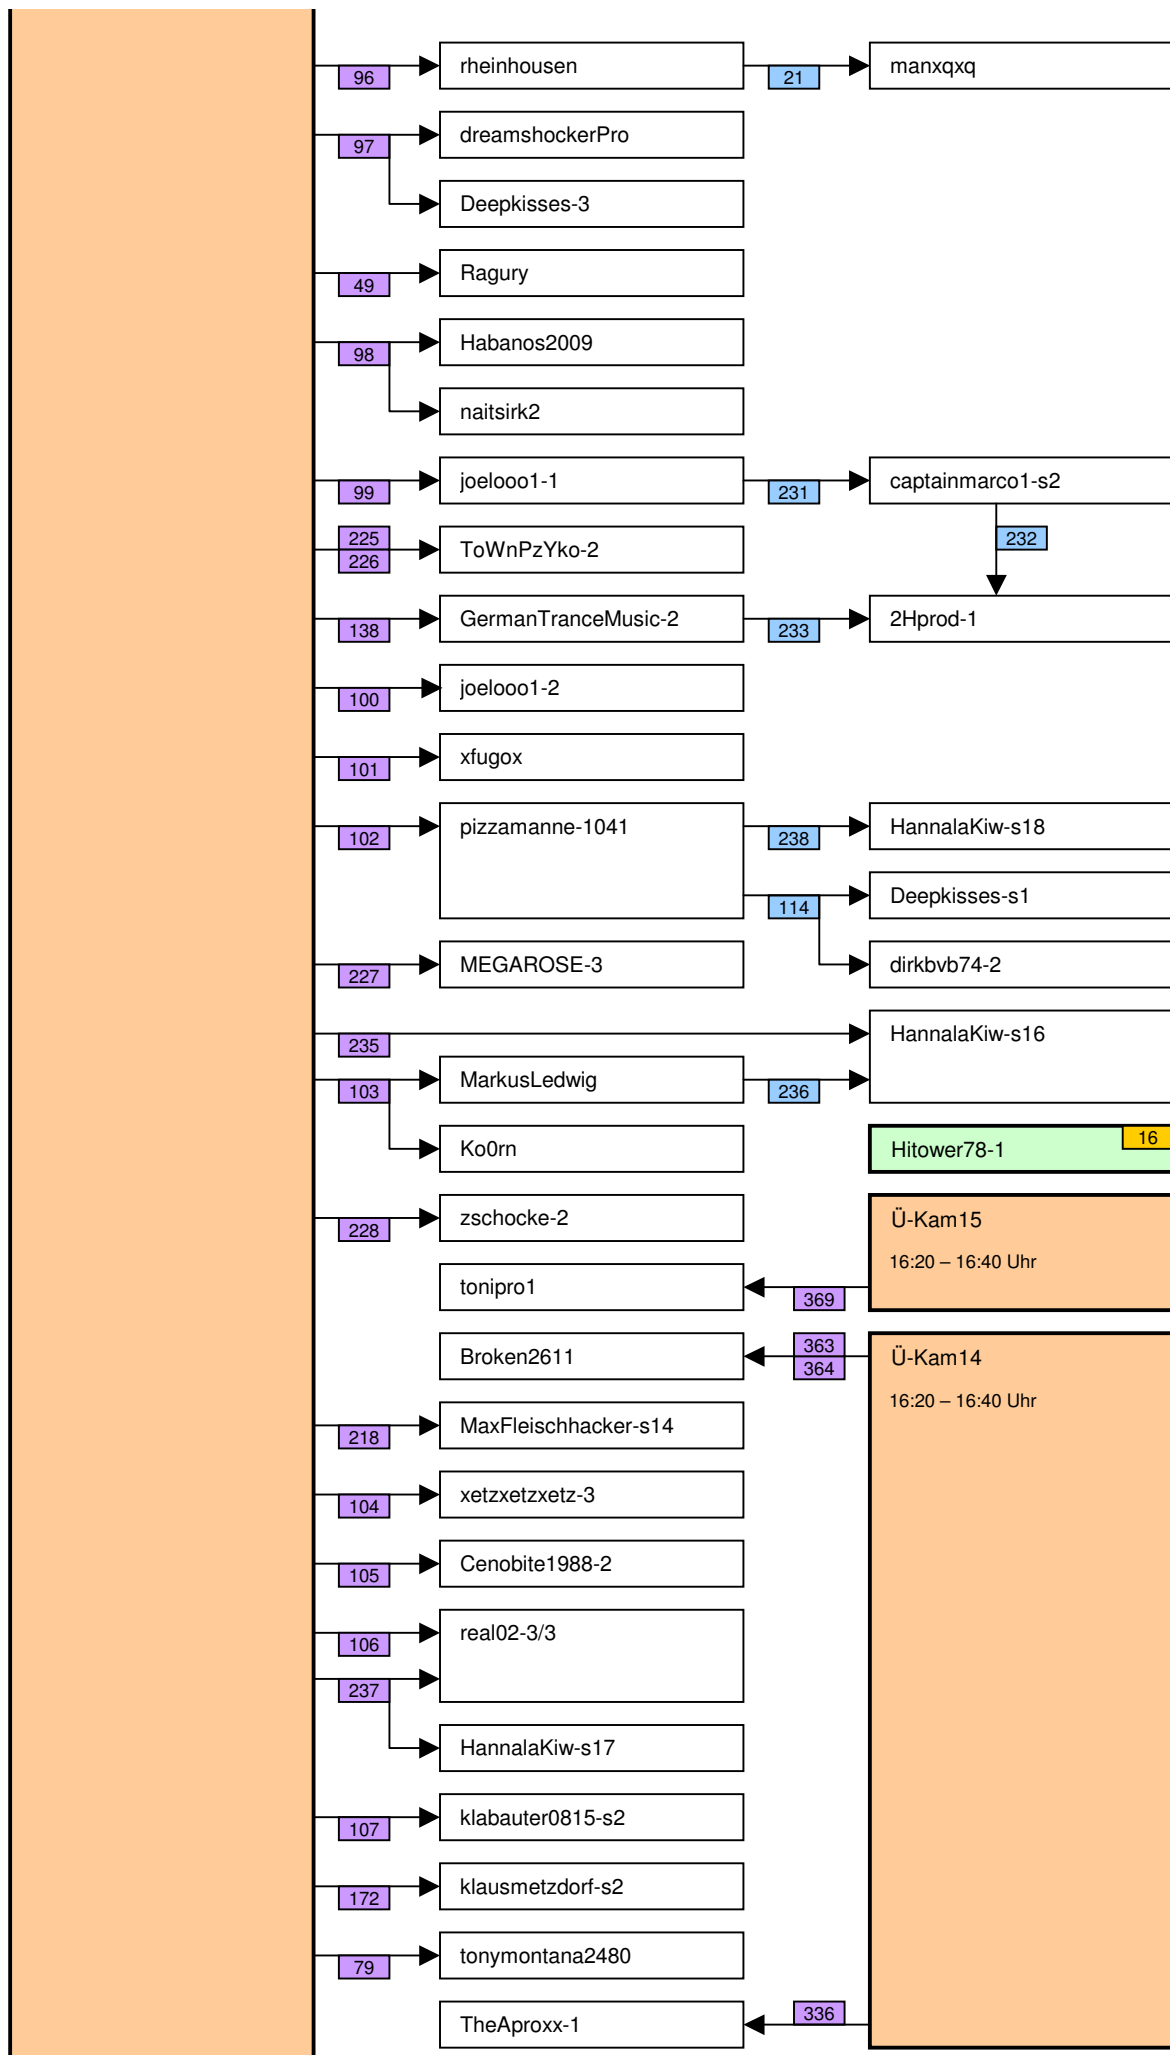 rheinhousen
manxqxq
96
21
dreamshockerPro
97
Deepkisses-3
Ragury
49
Habanos2009
98
naitsirk2
joelooo1-1
captainmarco1-s2
99
231
225
232
ToWnPzYko-2
226
GermanTranceMusic-2
2Hprod-1
138
233
joelooo1-2
100
xfugox
101
pizzamanne-1041
HannalaKiw-s18
102
238
Deepkisses-s1
114
MEGAROSE-3
dirkbvb74-2
227
HannalaKiw-s16
235
MarkusLedwig
103
236
16
Ko0rn
Hitower78-1
zschocke-2
Ü-Kam15
228
16:20 – 16:40 Uhr
tonipro1
369
363
Broken2611
Ü-Kam14
364
16:20 – 16:40 Uhr
MaxFleischhacker-s14
218
xetzxetzxetz-3
104
Cenobite1988-2
105
real02-3/3
106
237
HannalaKiw-s17
klabauter0815-s2
107
klausmetzdorf-s2
172
tonymontana2480
79
336
TheAproxx-1